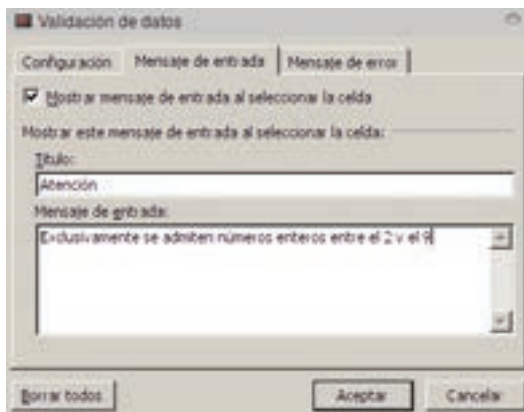 Validación de datos
Configuración Mensaje de entrada Mensaje de error
Mostrar mensaje de entrada al seleccionar la celda
Mostrar este mensaje de entrada al seleccionar la celda:
Título:
Atención
Mensaje de entrada:
Exclusivamente se admiten números enteros entre el 2 y el 9
Borrar todos Aceptar Cancelar